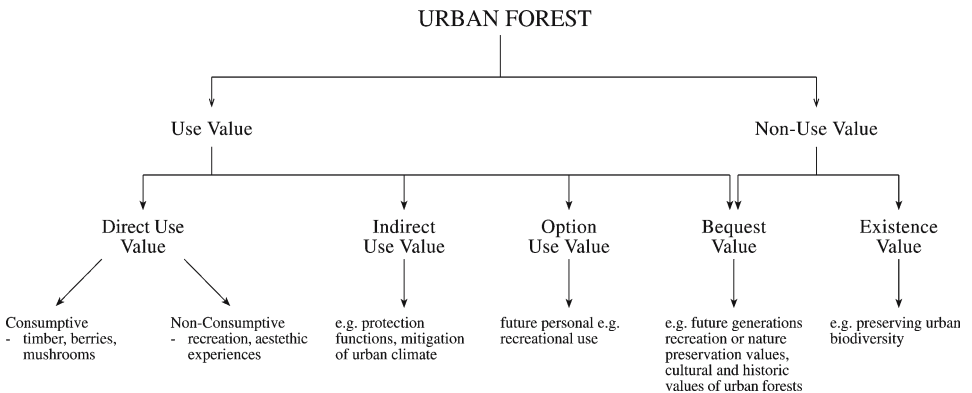 URBAN FOREST
Use Value
Non-Use Value
Direct Use
Value
Indirect
Use Value
Option
Use Value
Bequest
Value
Existence
Value
Consumptive
- timber, berries,
mushrooms
Non-Consumptive
- recreation, aestethic
experiences
e.g. protection
functions, mitigation
of urban climate
future personal e.g.
recreational use
e.g. future generations
recreation or nature
preservation values,
cultural and historic
values of urban forests
e.g. preserving urban
biodiversity